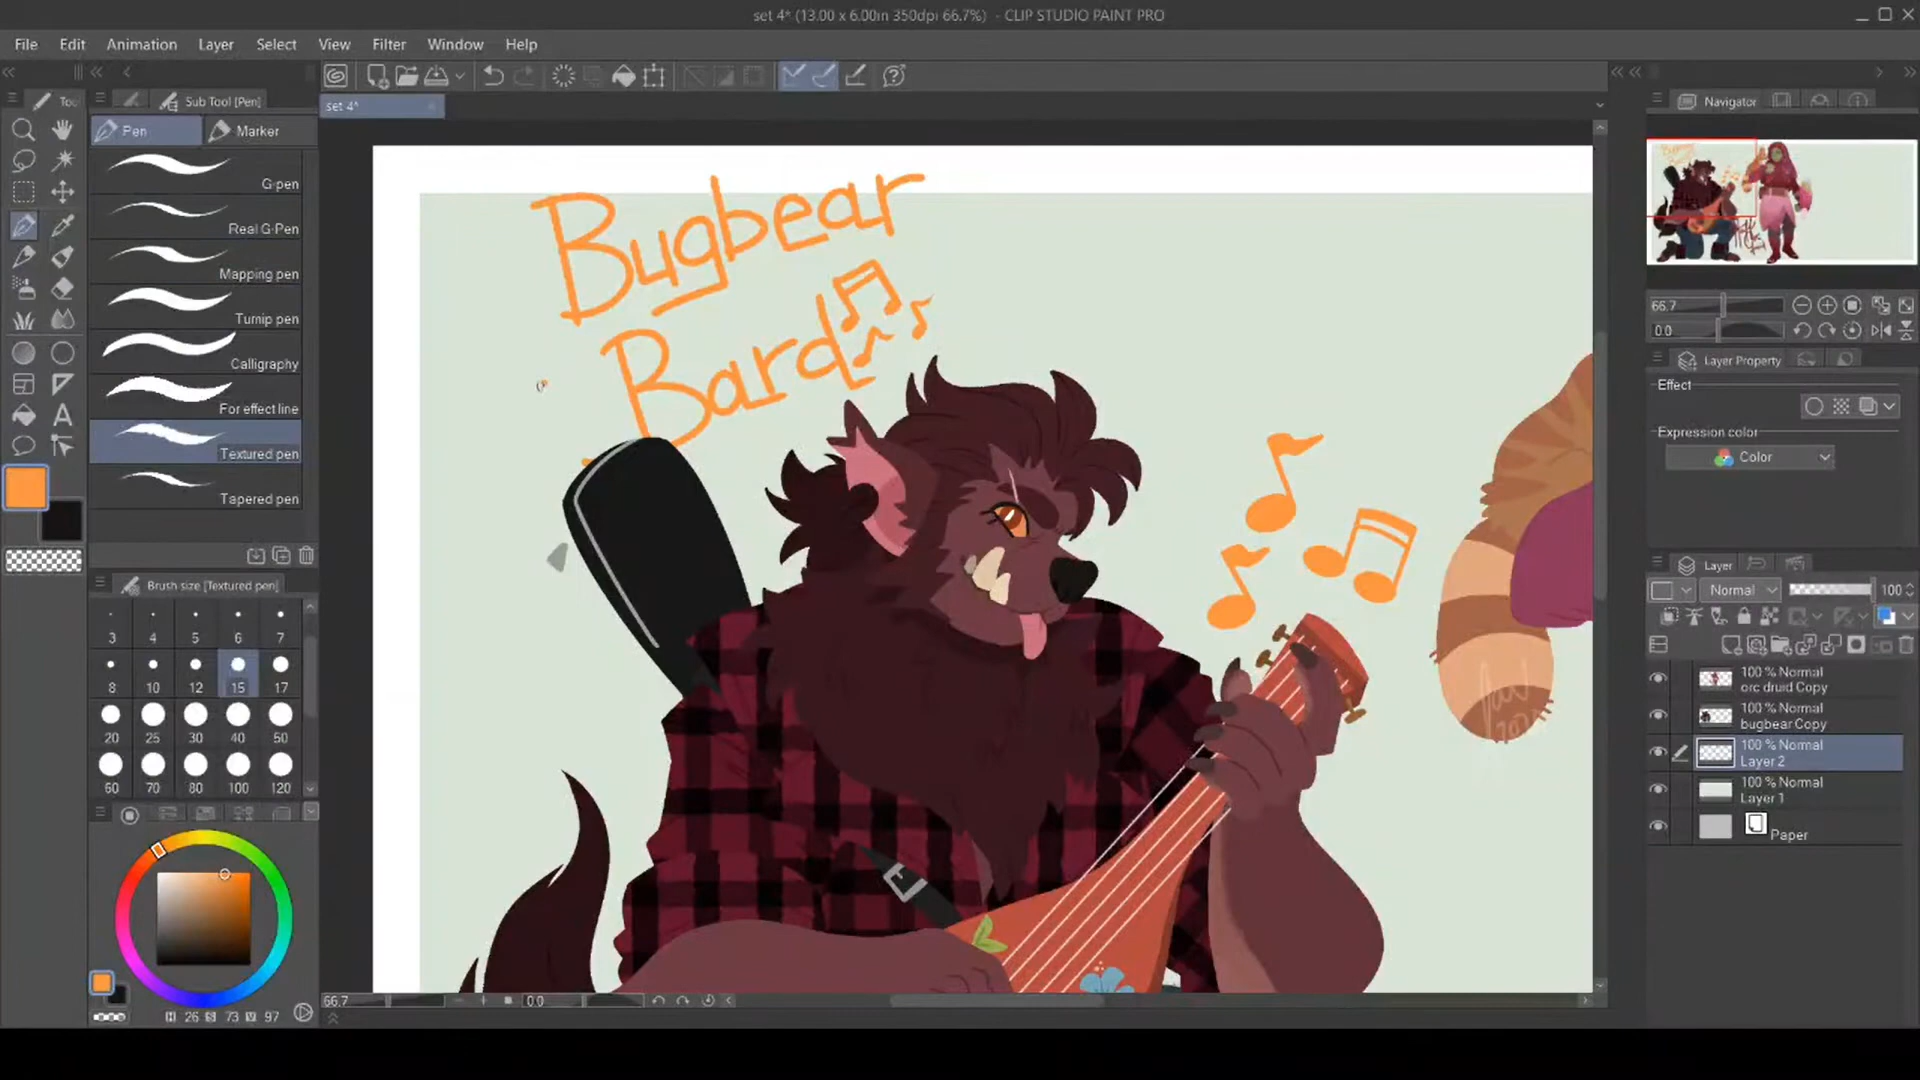 set 4* (13.00 x 6.00in 350dpi 66.7%) - CLIP STUDIO PAINT PRO
File Edit Animation Layer Select View Filter Window Help
Sub Tool [Pen]
set 4*
Navigator
Pen Marker
G-pen
Real G-Pen
Mapping pen
Turnip pen
Calligraphy
For effect line
Textured pen
Tapered pen
Brush size [Textured pen]
3 4 5 6 7
8 10 12 15 17
20 25 30 40 50
60 70 80 100 120
H 26 S 73 V 97
Bugbear
Bard
66.7 0.0
66.7
0.0
Layer Property
Effect
Expression color
Color
Layer
Normal 100
100 % Normal
orc druid Copy
100 % Normal
bugbear Copy
100 % Normal
Layer 2
100 % Normal
Layer 1
Paper